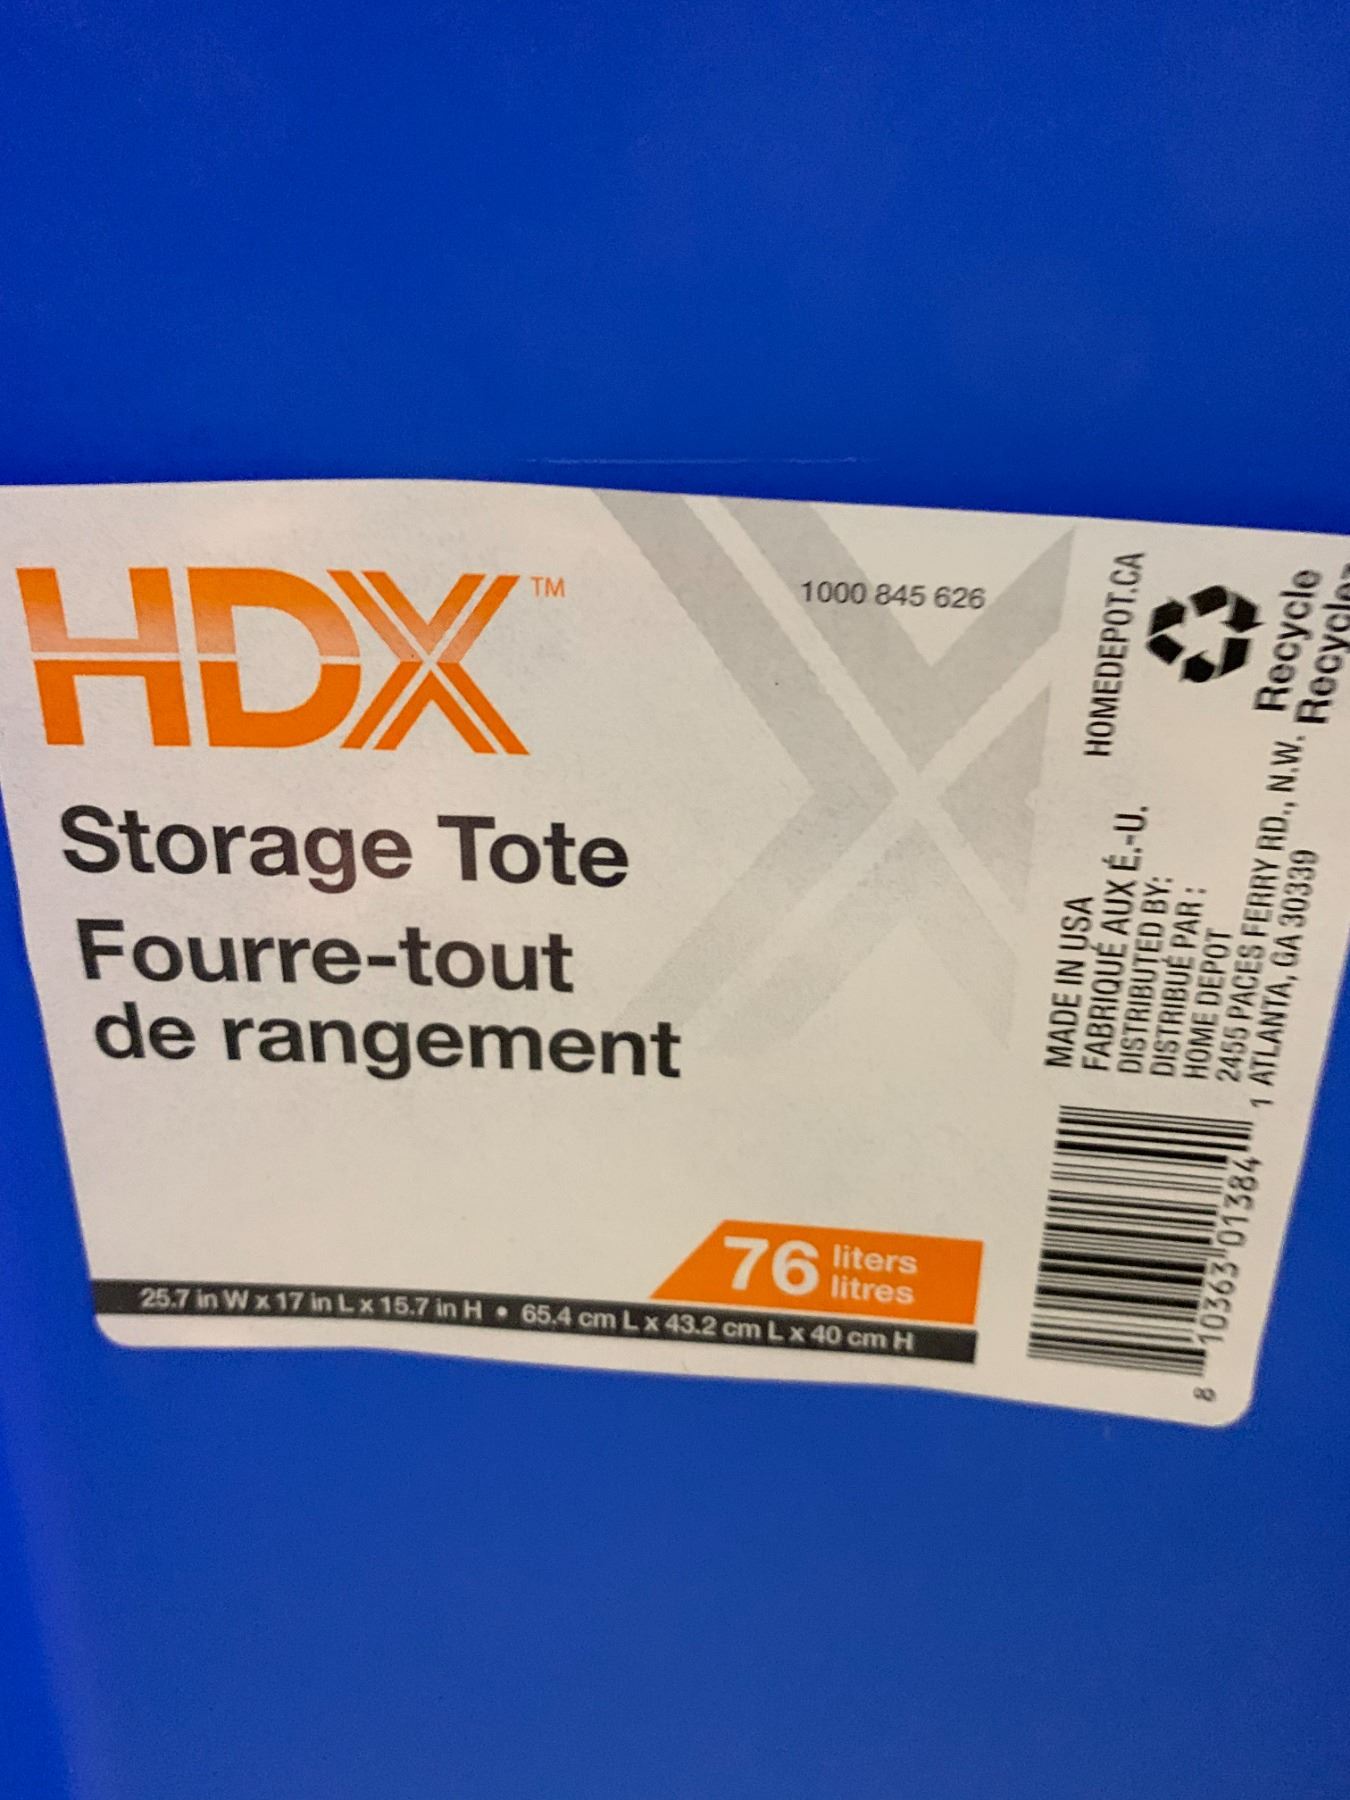 HDX™
1000 845 626
Storage Tote
Fourre-tout
de rangement
76 liters
litres
25.7 in W x 17 in L x 15.7 in H • 65.4 cm L x 43.2 cm L x 40 cm H
HOMEDEPOT.CA
MADE IN USA
FABRIQUÉ AUX É.-U.
DISTRIBUTED BY:
DISTRIBUÉ PAR :
HOME DEPOT
2455 PACES FERRY RD., N.W.
ATLANTA, GA 30339
Recycle
Recyclez
8 10363 01384 1